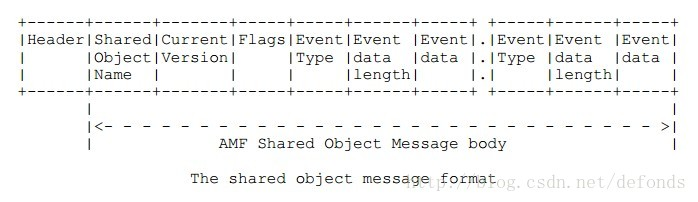 +------+------+-------+-----+-----+------+-----+ +-----+------+-----+
|Header|Shared|Current|Flags|Event|Event |Event|.|Event|Event |Event|
|      |Object|Version|     |Type |data  |data |.|Type |data  |data |
|      |Name  |       |     |     |length|     |.|     |length|     |
+------+------+-------+-----+-----+------+-----+ +-----+------+-----+
|                                                            |
|<- - - - - - - - - - - - - - - - - - - - - - - - - - - - - >|
|             AMF Shared Object Message body                 |
The shared object message format
http://blog.csdn.net/defonds